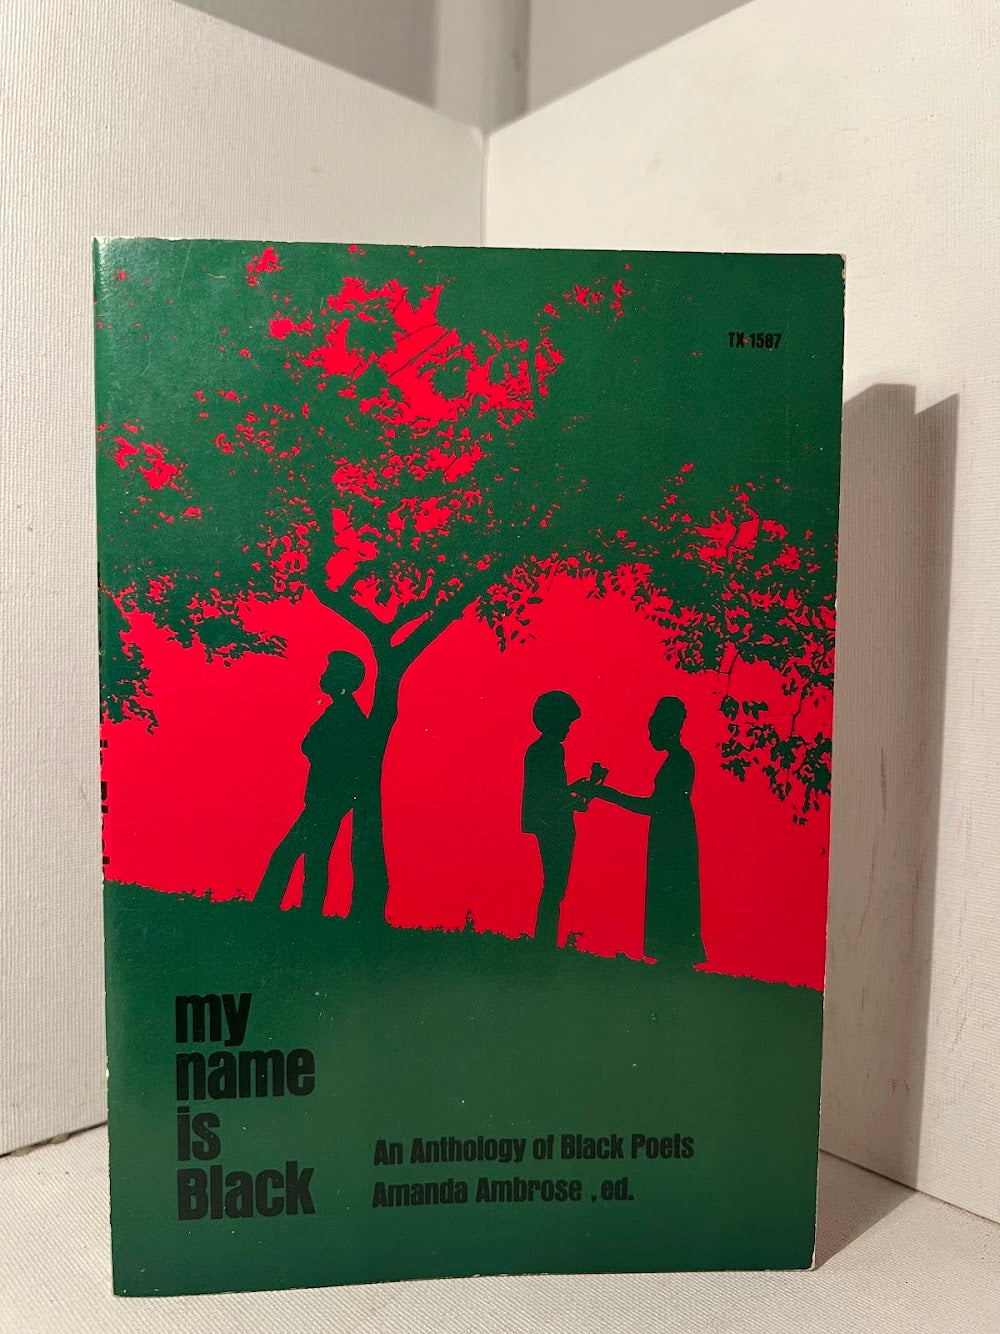 TX-1587
my
name
is
Black
An Anthology of Black Poets
Amanda Ambrose , ed.